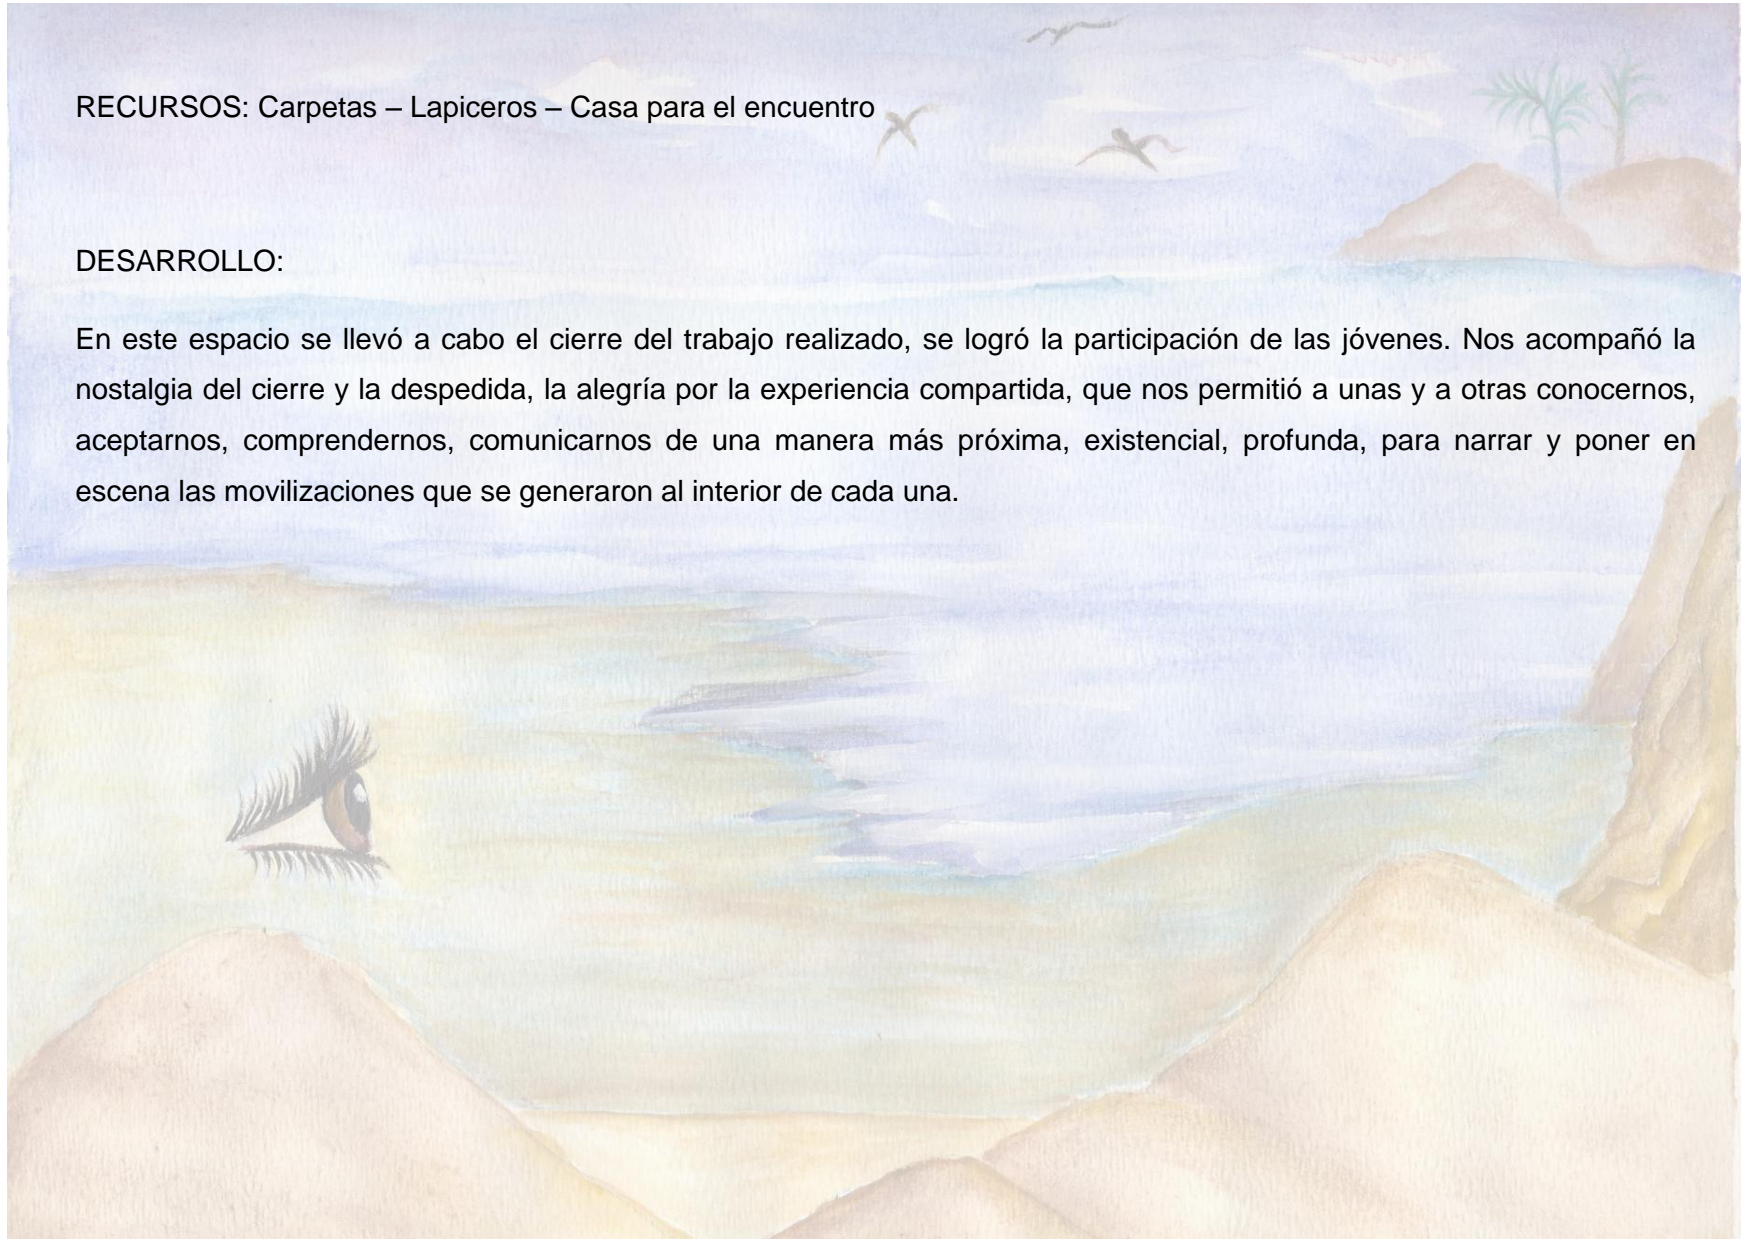 RECURSOS: Carpetas – Lapiceros – Casa para el encuentro
DESARROLLO:
En este espacio se llevó a cabo el cierre del trabajo realizado, se logró la participación de las jóvenes. Nos acompañó la
nostalgia del cierre y la despedida, la alegría por la experiencia compartida, que nos permitió a unas y a otras conocernos,
aceptarnos, comprendernos, comunicarnos de una manera más próxima, existencial, profunda, para narrar y poner en
escena las movilizaciones que se generaron al interior de cada una.